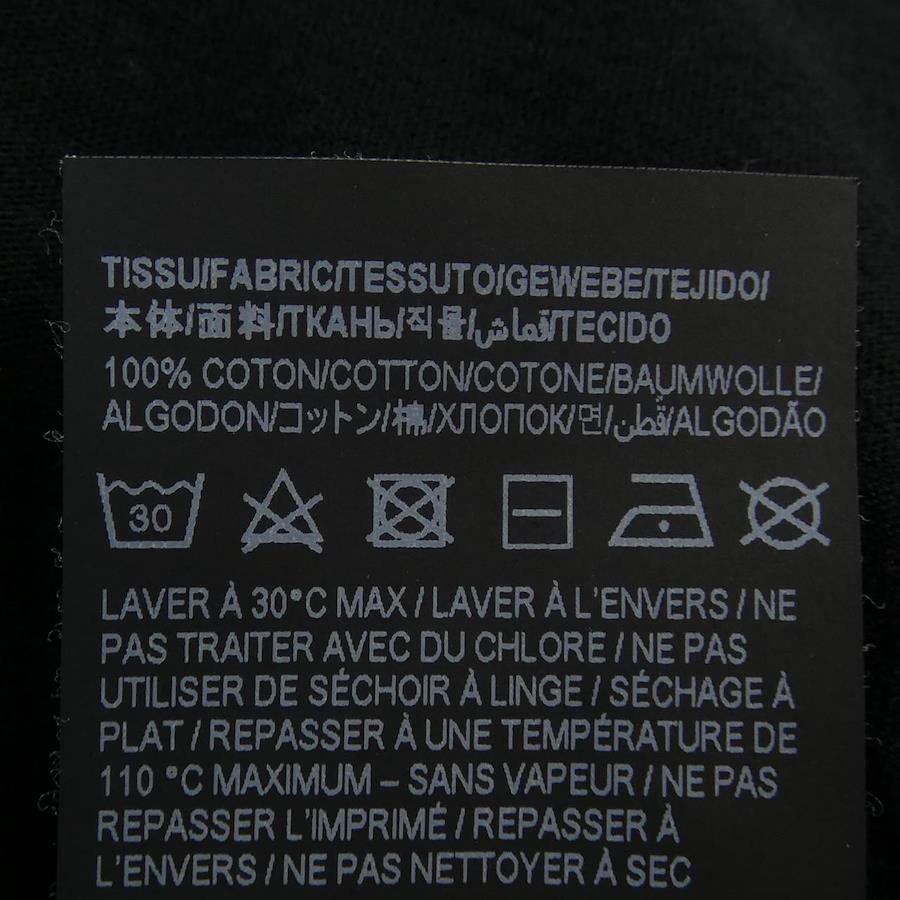 TISSU/FABRIC/TESSUTO/GEWEBE/TEJIDO/
本体/面料/ТКАНЬ/직물/قماش/TECIDO
100% COTON/COTTON/COTONE/BAUMWOLLE/
ALGODON/コットン/棉/ХЛОПОК/면/قطن/ALGODÃO
30
LAVER À 30°C MAX / LAVER À L'ENVERS / NE
PAS TRAITER AVEC DU CHLORE / NE PAS
UTILISER DE SÉCHOIR À LINGE / SÉCHAGE À
PLAT / REPASSER À UNE TEMPÉRATURE DE
110 °C MAXIMUM – SANS VAPEUR / NE PAS
REPASSER L'IMPRIMÉ / REPASSER À
L'ENVERS / NE PAS NETTOYER À SEC